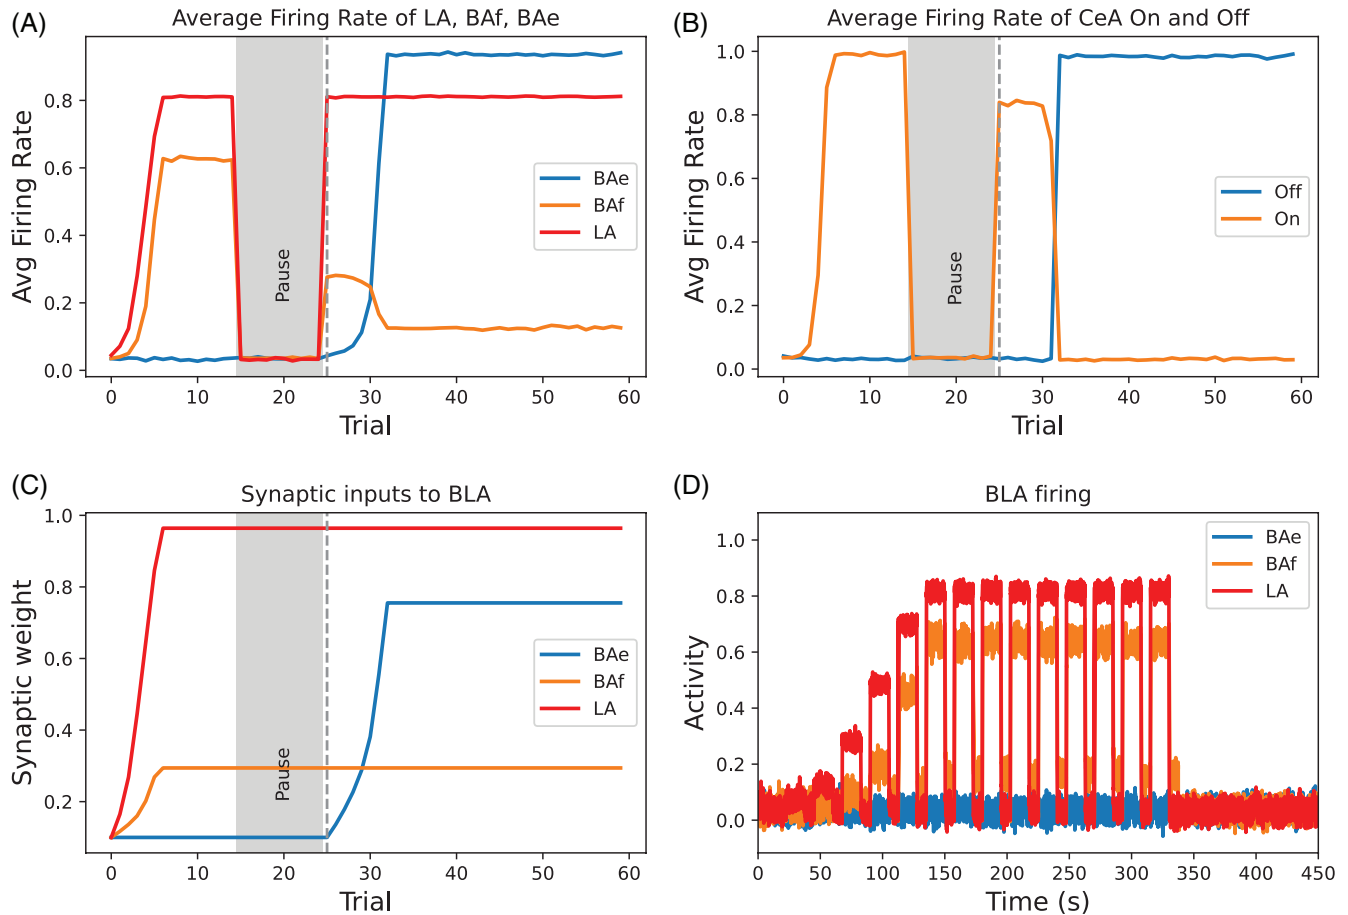 (A)
Average Firing Rate of LA, BAf, BAe
Avg Firing Rate
0.8
0.6
0.4
0.2
0.0
Pause
BAe
BAf
LA
0 10 20 30 40 50 60
Trial
(B)
Average Firing Rate of CeA On and Off
Avg Firing Rate
1.0
0.8
0.6
0.4
0.2
0.0
Pause
Off
On
0 10 20 30 40 50 60
Trial
(C)
Synaptic inputs to BLA
Synaptic weight
1.0
0.8
0.6
0.4
0.2
Pause
BAe
BAf
LA
0 10 20 30 40 50 60
Trial
(D)
BLA firing
Activity
1.0
0.8
0.6
0.4
0.2
0.0
BAe
BAf
LA
0 50 100 150 200 250 300 350 400 450
Time (s)